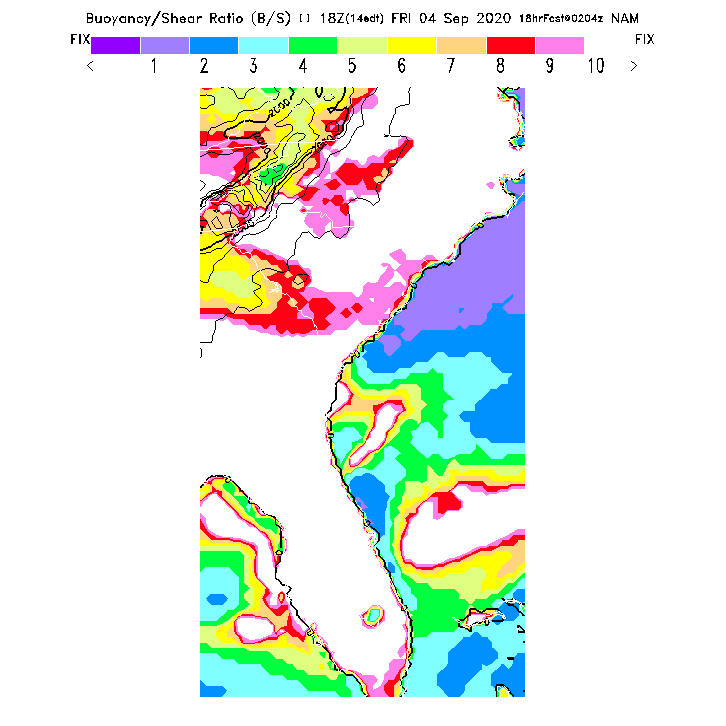 Buoyancy/Shear Ratio (B/S) [] 18Z(14edt) FRI 04 Sep 2020 18hrFcst@0204z NAM
FIX FIX
< 1 2 3 4 5 6 7 8 9 10 >
2000